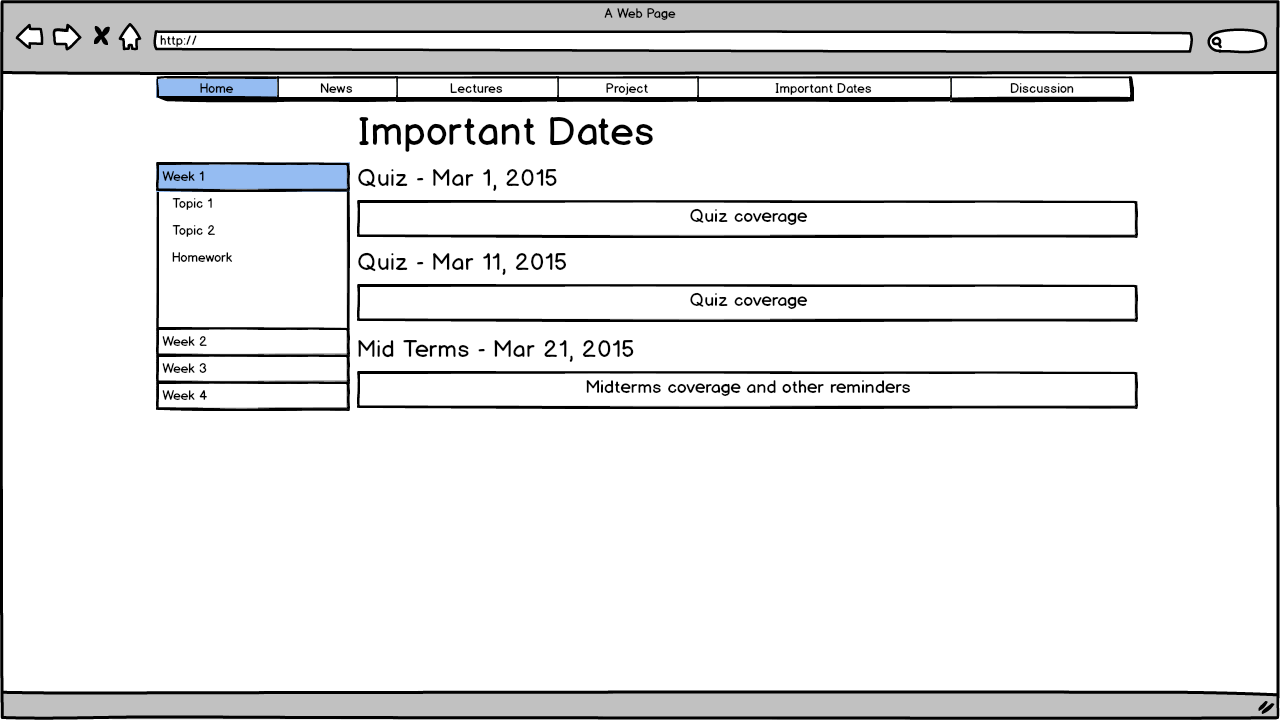 A Web Page
http://
Home News Lectures Project Important Dates Discussion
Important Dates
Week 1
Topic 1
Topic 2
Homework
Week 2
Week 3
Week 4
Quiz - Mar 1, 2015
Quiz coverage
Quiz - Mar 11, 2015
Quiz coverage
Mid Terms - Mar 21, 2015
Midterms coverage and other reminders